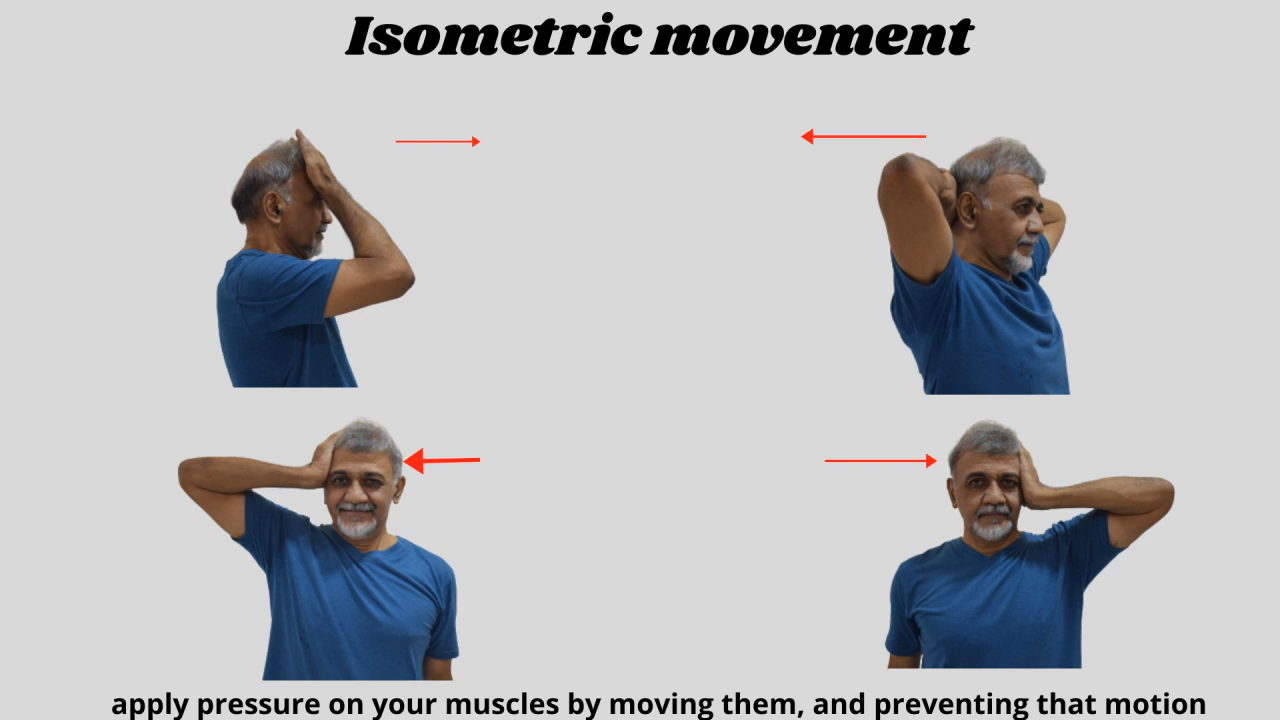 Isometric movement
apply pressure on your muscles by moving them, and preventing that motion